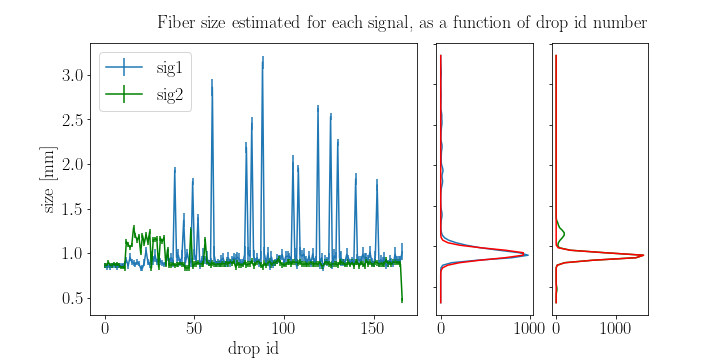 Fiber size estimated for each signal, as a function of drop id number
sig1
sig2
size [mm]
3.0
2.5
2.0
1.5
1.0
0.5
0 50 100 150
drop id
0 1000
0 1000